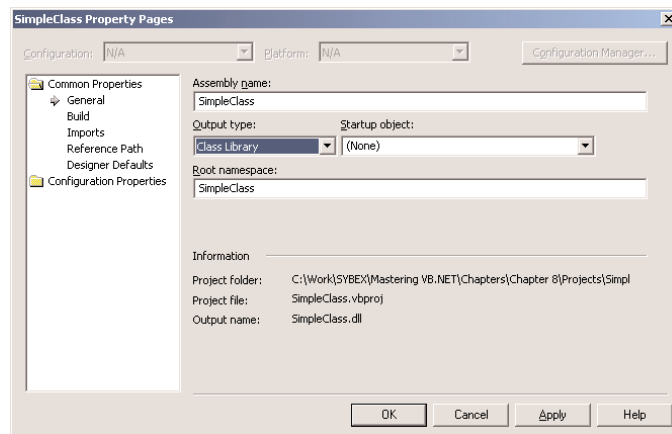 SimpleClass Property Pages
Configuration: N/A Platform: N/A Configuration Manager...
Common Properties
General
Build
Imports
Reference Path
Designer Defaults
Configuration Properties
Assembly name:
SimpleClass
Output type: Startup object:
Class Library (None)
Root namespace:
SimpleClass
Information
Project folder: C:\Work\SYBEX\Mastering VB.NET\Chapters\Chapter 8\Projects\Simpl
Project file: SimpleClass.vbproj
Output name: SimpleClass.dll
OK Cancel Apply Help